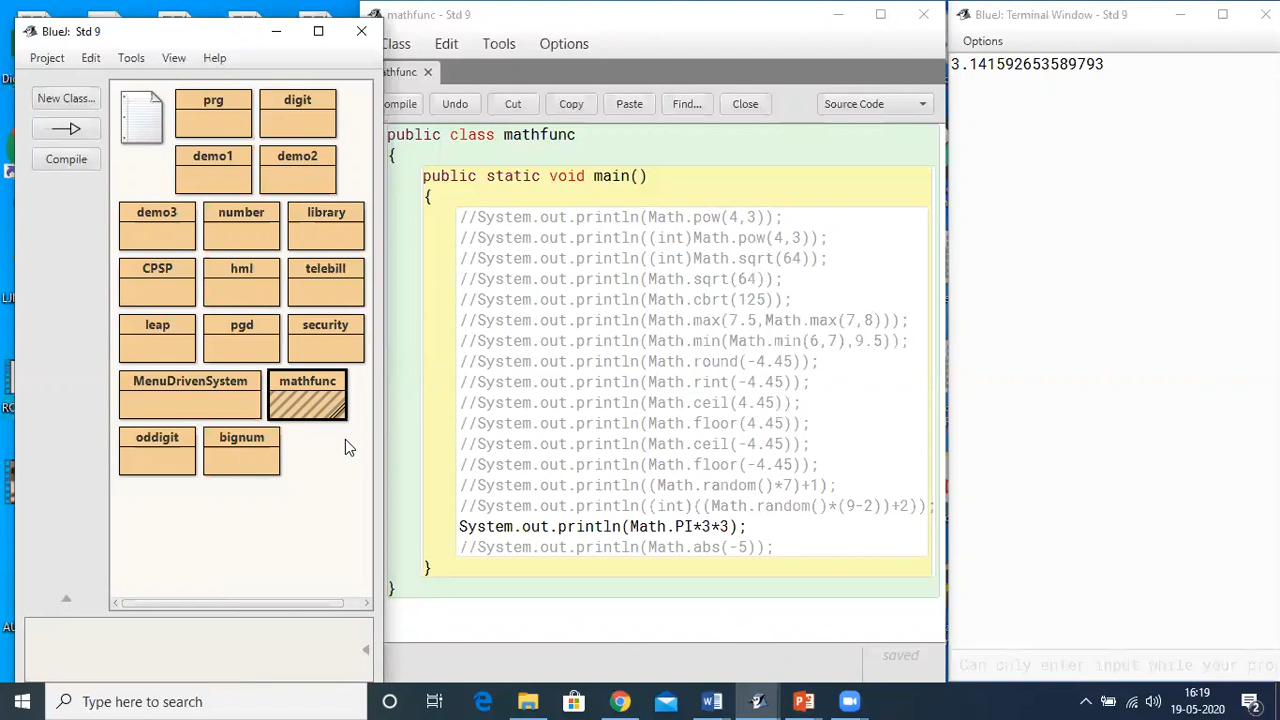 BlueJ: Std 9
Project Edit Tools View Help
New Class...
Compile
prg
digit
demo1
demo2
demo3
number
library
CPSP
hml
telebill
leap
pgd
security
MenuDrivenSystem
mathfunc
oddigit
bignum
mathfunc - Std 9
Class Edit Tools Options
athfunc
ompile Undo Cut Copy Paste Find... Close Source Code
public class mathfunc
{
public static void main()
{
//System.out.println(Math.pow(4,3));
//System.out.println((int)Math.pow(4,3));
//System.out.println((int)Math.sqrt(64));
//System.out.println(Math.sqrt(64));
//System.out.println(Math.cbrt(125));
//System.out.println(Math.max(7.5,Math.max(7,8)));
//System.out.println(Math.min(Math.min(6,7),9.5));
//System.out.println(Math.round(-4.45));
//System.out.println(Math.rint(-4.45));
//System.out.println(Math.ceil(4.45));
//System.out.println(Math.floor(4.45));
//System.out.println(Math.ceil(-4.45));
//System.out.println(Math.floor(-4.45));
//System.out.println((Math.random()*7)+1);
//System.out.println((int)((Math.random()*(9-2))+2));
System.out.println(Math.PI*3*3);
//System.out.println(Math.abs(-5));
}
}
saved
BlueJ: Terminal Window - Std 9
Options
3.141592653589793
Can only enter input while your pro
Type here to search
16:19
19-05-2020
2